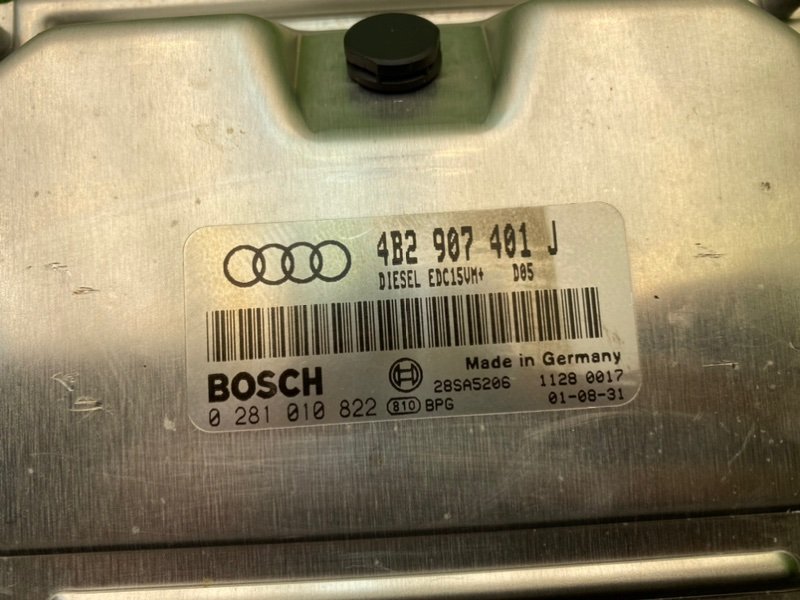 4B2 907 401 J
DIESEL EDC15VM+ D05
Made in Germany
BOSCH 28SA5206 1128 0017
0 281 010 822 810 BPG 01-08-31